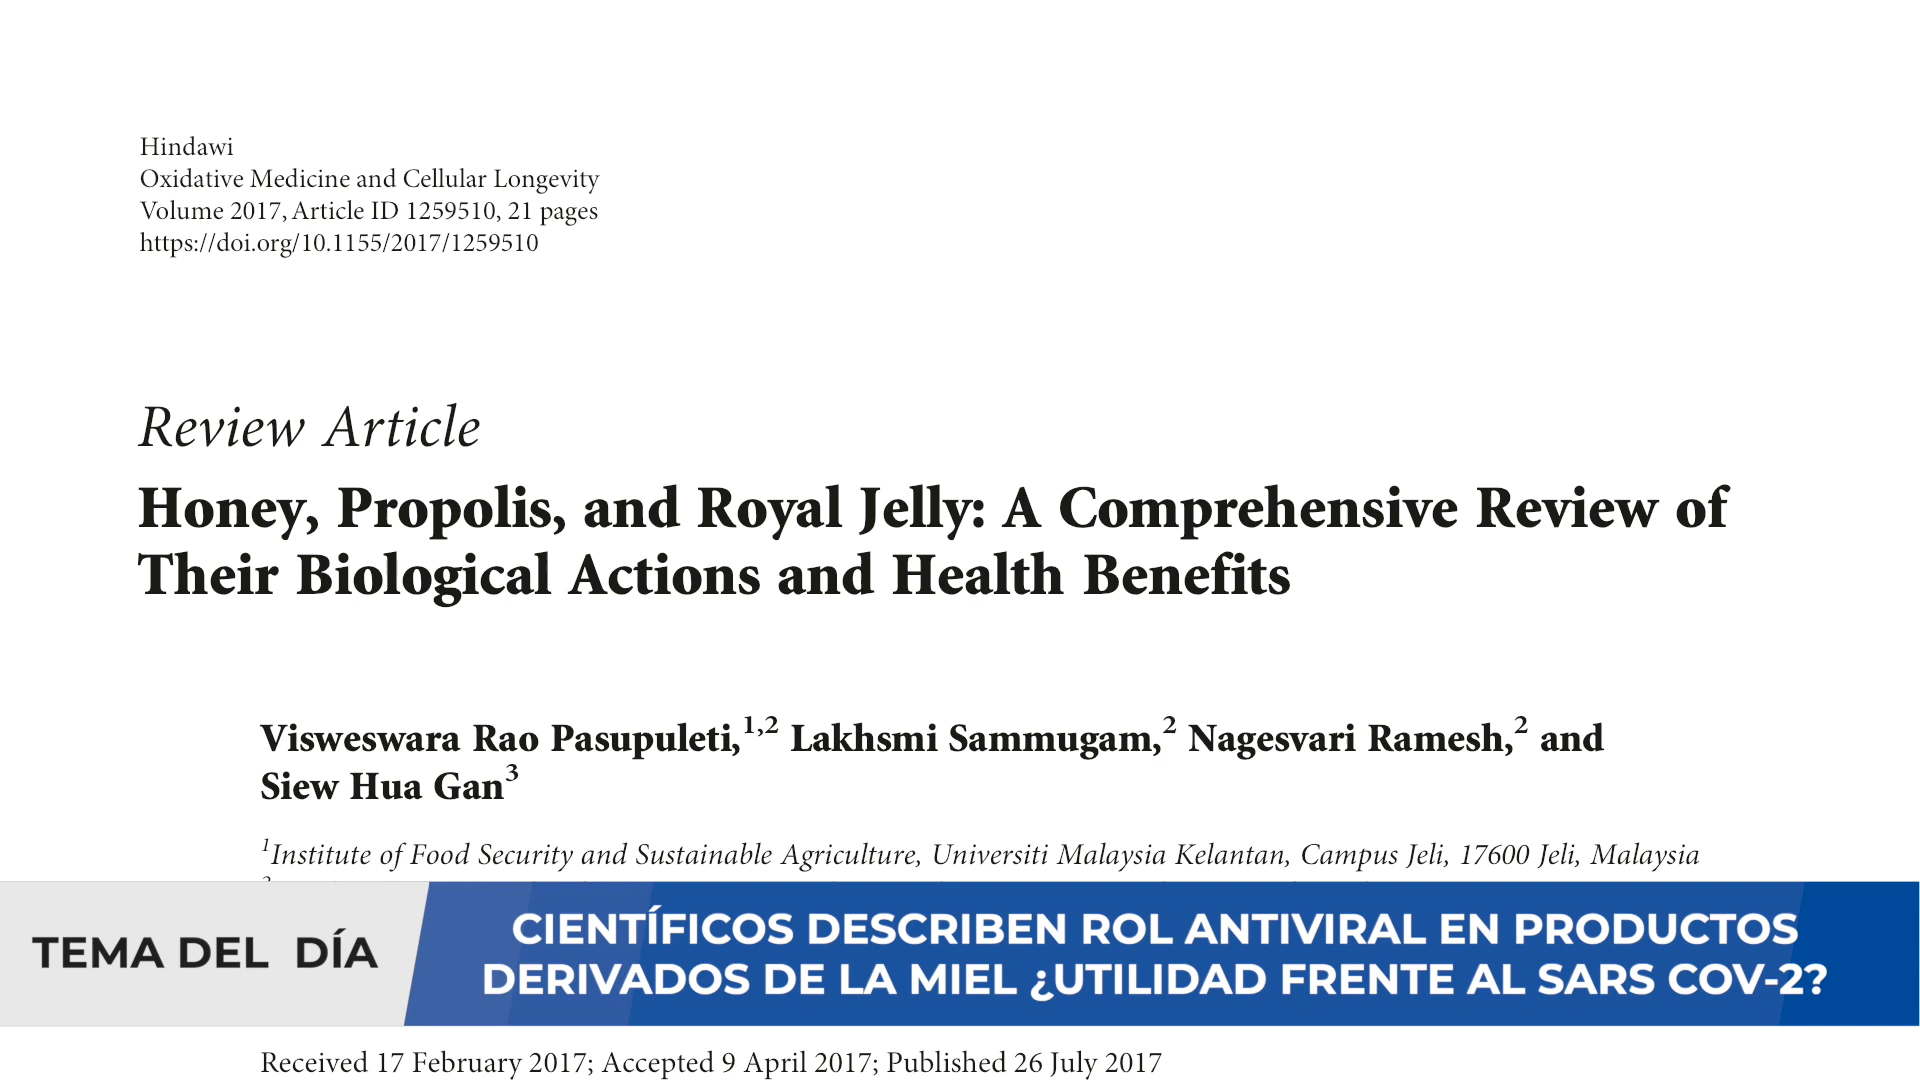 Hindawi
Oxidative Medicine and Cellular Longevity
Volume 2017, Article ID 1259510, 21 pages
https://doi.org/10.1155/2017/1259510
Review Article
Honey, Propolis, and Royal Jelly: A Comprehensive Review of
Their Biological Actions and Health Benefits
Visweswara Rao Pasupuleti,1,2 Lakhsmi Sammugam,2 Nagesvari Ramesh,2 and
Siew Hua Gan3
1Institute of Food Security and Sustainable Agriculture, Universiti Malaysia Kelantan, Campus Jeli, 17600 Jeli, Malaysia
TEMA DEL DÍA
CIENTÍFICOS DESCRIBEN ROL ANTIVIRAL EN PRODUCTOS
DERIVADOS DE LA MIEL ¿UTILIDAD FRENTE AL SARS COV-2?
Received 17 February 2017; Accepted 9 April 2017; Published 26 July 2017